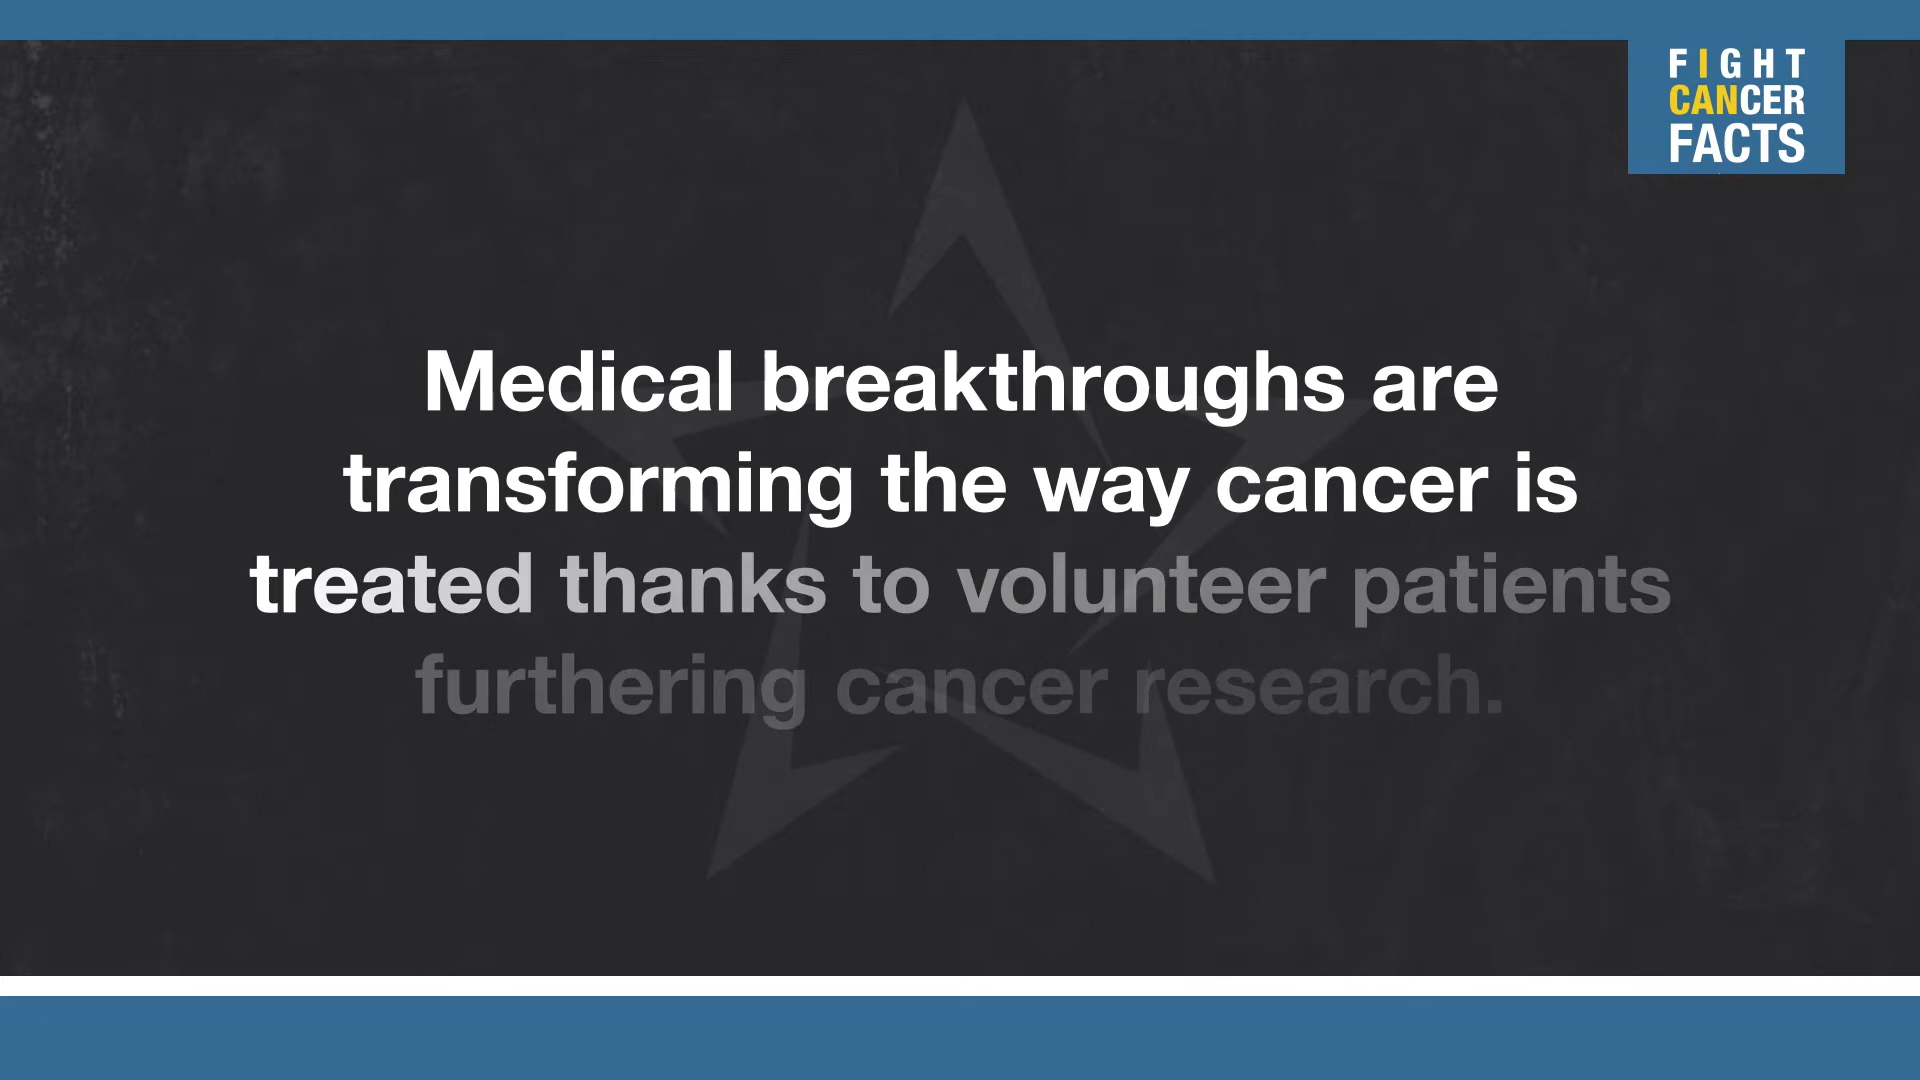 FIGHT
CANCER
FACTS
Medical breakthroughs are
transforming the way cancer is
treated thanks to volunteer patients
furthering cancer research.